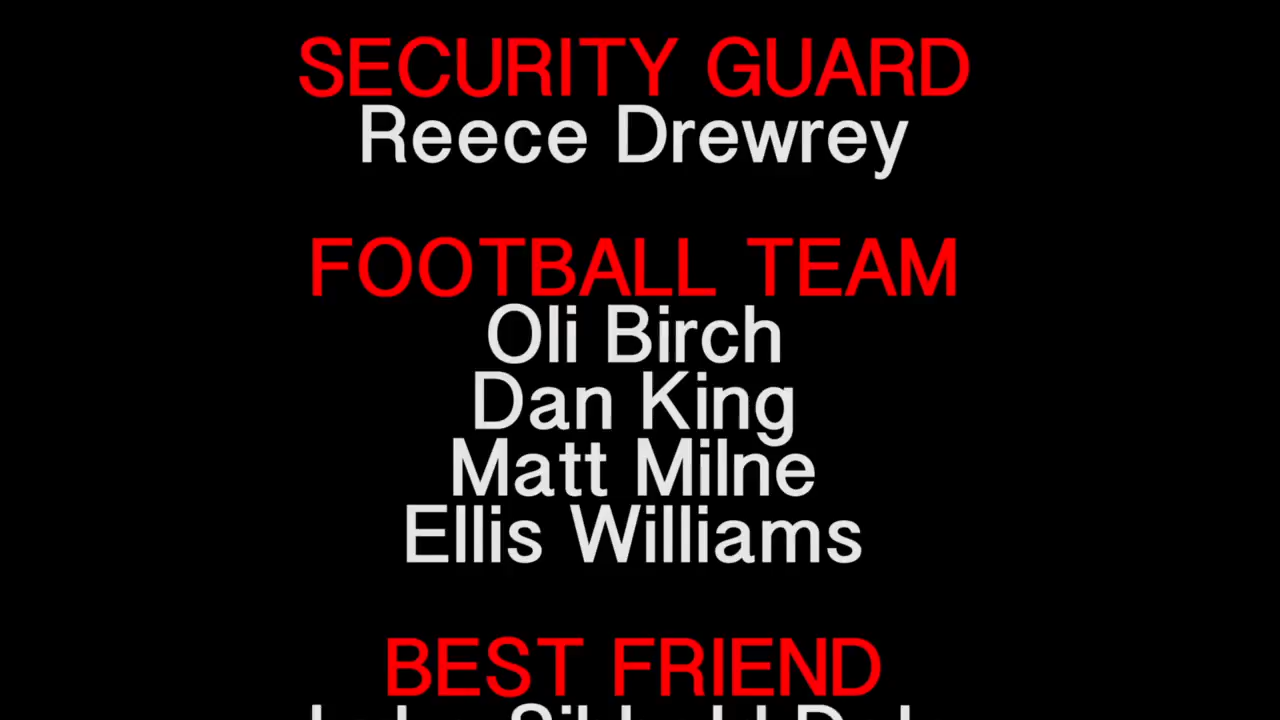 SECURITY GUARD
Reece Drewrey
FOOTBALL TEAM
Oli Birch
Dan King
Matt Milne
Ellis Williams
BEST FRIEND